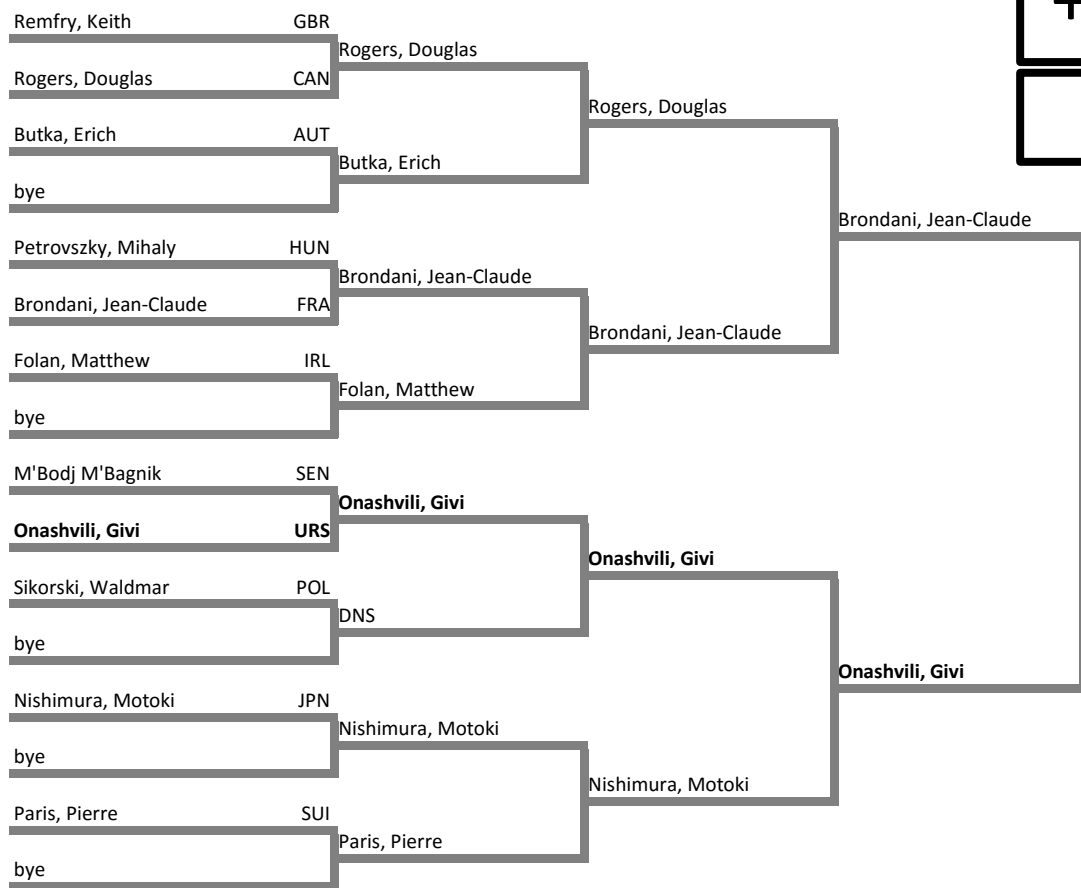 Remfry, Keith GBR
Rogers, Douglas
Rogers, Douglas CAN
Rogers, Douglas
Butka, Erich AUT
Butka, Erich
bye
Brondani, Jean-Claude
Petrovszky, Mihaly HUN
Brondani, Jean-Claude
Brondani, Jean-Claude FRA
Brondani, Jean-Claude
Folan, Matthew IRL
Folan, Matthew
bye
M'Bodj M'Bagnik SEN
Onashvili, Givi
Onashvili, Givi URS
Onashvili, Givi
Sikorski, Waldmar POL
DNS
bye
Onashvili, Givi
Nishimura, Motoki JPN
Nishimura, Motoki
bye
Nishimura, Motoki
Paris, Pierre SUI
Paris, Pierre
bye